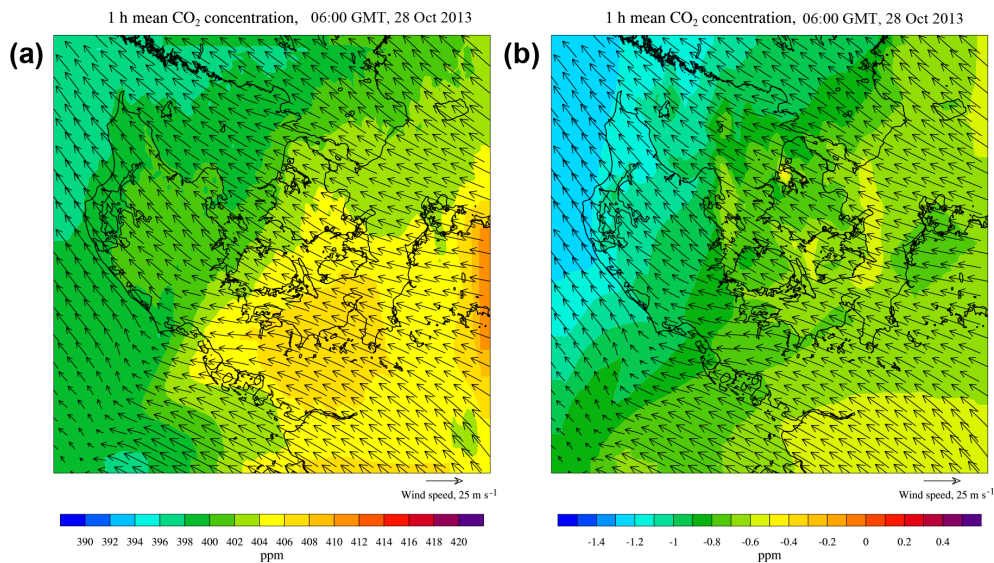 1 h mean CO₂ concentration, 06:00 GMT, 28 Oct 2013
(a)
Wind speed, 25 m s⁻¹
390 392 394 396 398 400 402 404 406 408 410 412 414 416 418 420
ppm
1 h mean CO₂ concentration, 06:00 GMT, 28 Oct 2013
(b)
Wind speed, 25 m s⁻¹
-1.4 -1.2 -1 -0.8 -0.6 -0.4 -0.2 0 0.2 0.4
ppm